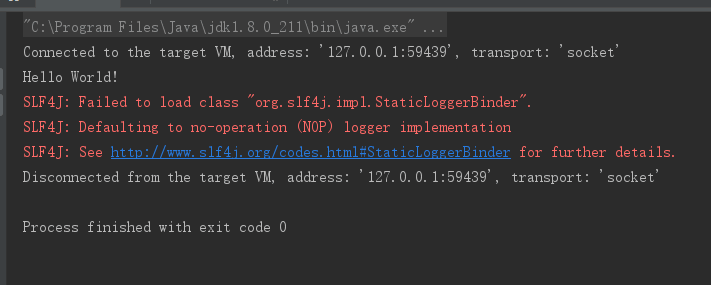 "C:\Program Files\Java\jdk1.8.0_211\bin\java.exe" ...
Connected to the target VM, address: '127.0.0.1:59439', transport: 'socket'
Hello World!
SLF4J: Failed to load class "org.slf4j.impl.StaticLoggerBinder".
SLF4J: Defaulting to no-operation (NOP) logger implementation
SLF4J: See http://www.slf4j.org/codes.html#StaticLoggerBinder for further details.
Disconnected from the target VM, address: '127.0.0.1:59439', transport: 'socket'
Process finished with exit code 0